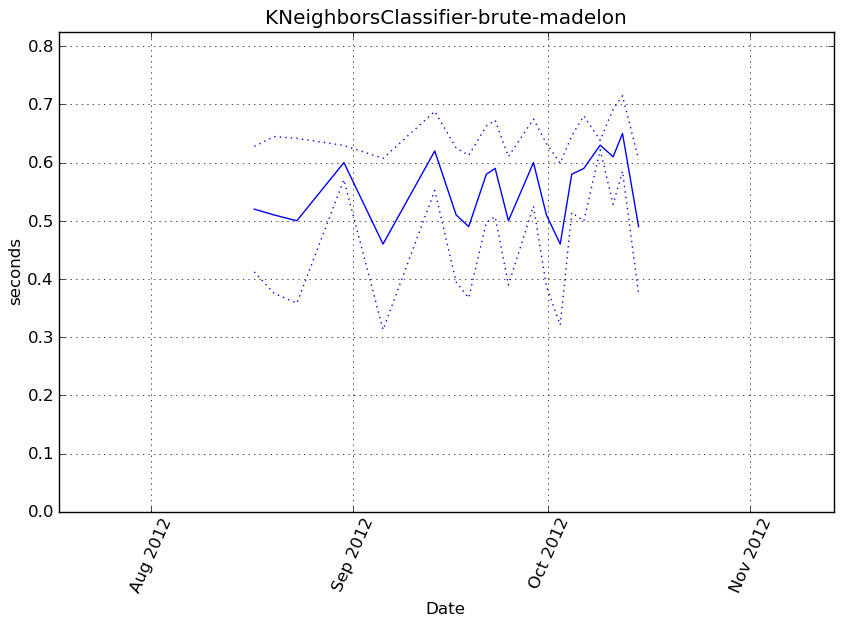 KNeighborsClassifier-brute-madelon
0.8
0.7
0.6
0.5
0.4
0.3
0.2
0.1
0.0
seconds
Aug 2012
Sep 2012
Oct 2012
Nov 2012
Date